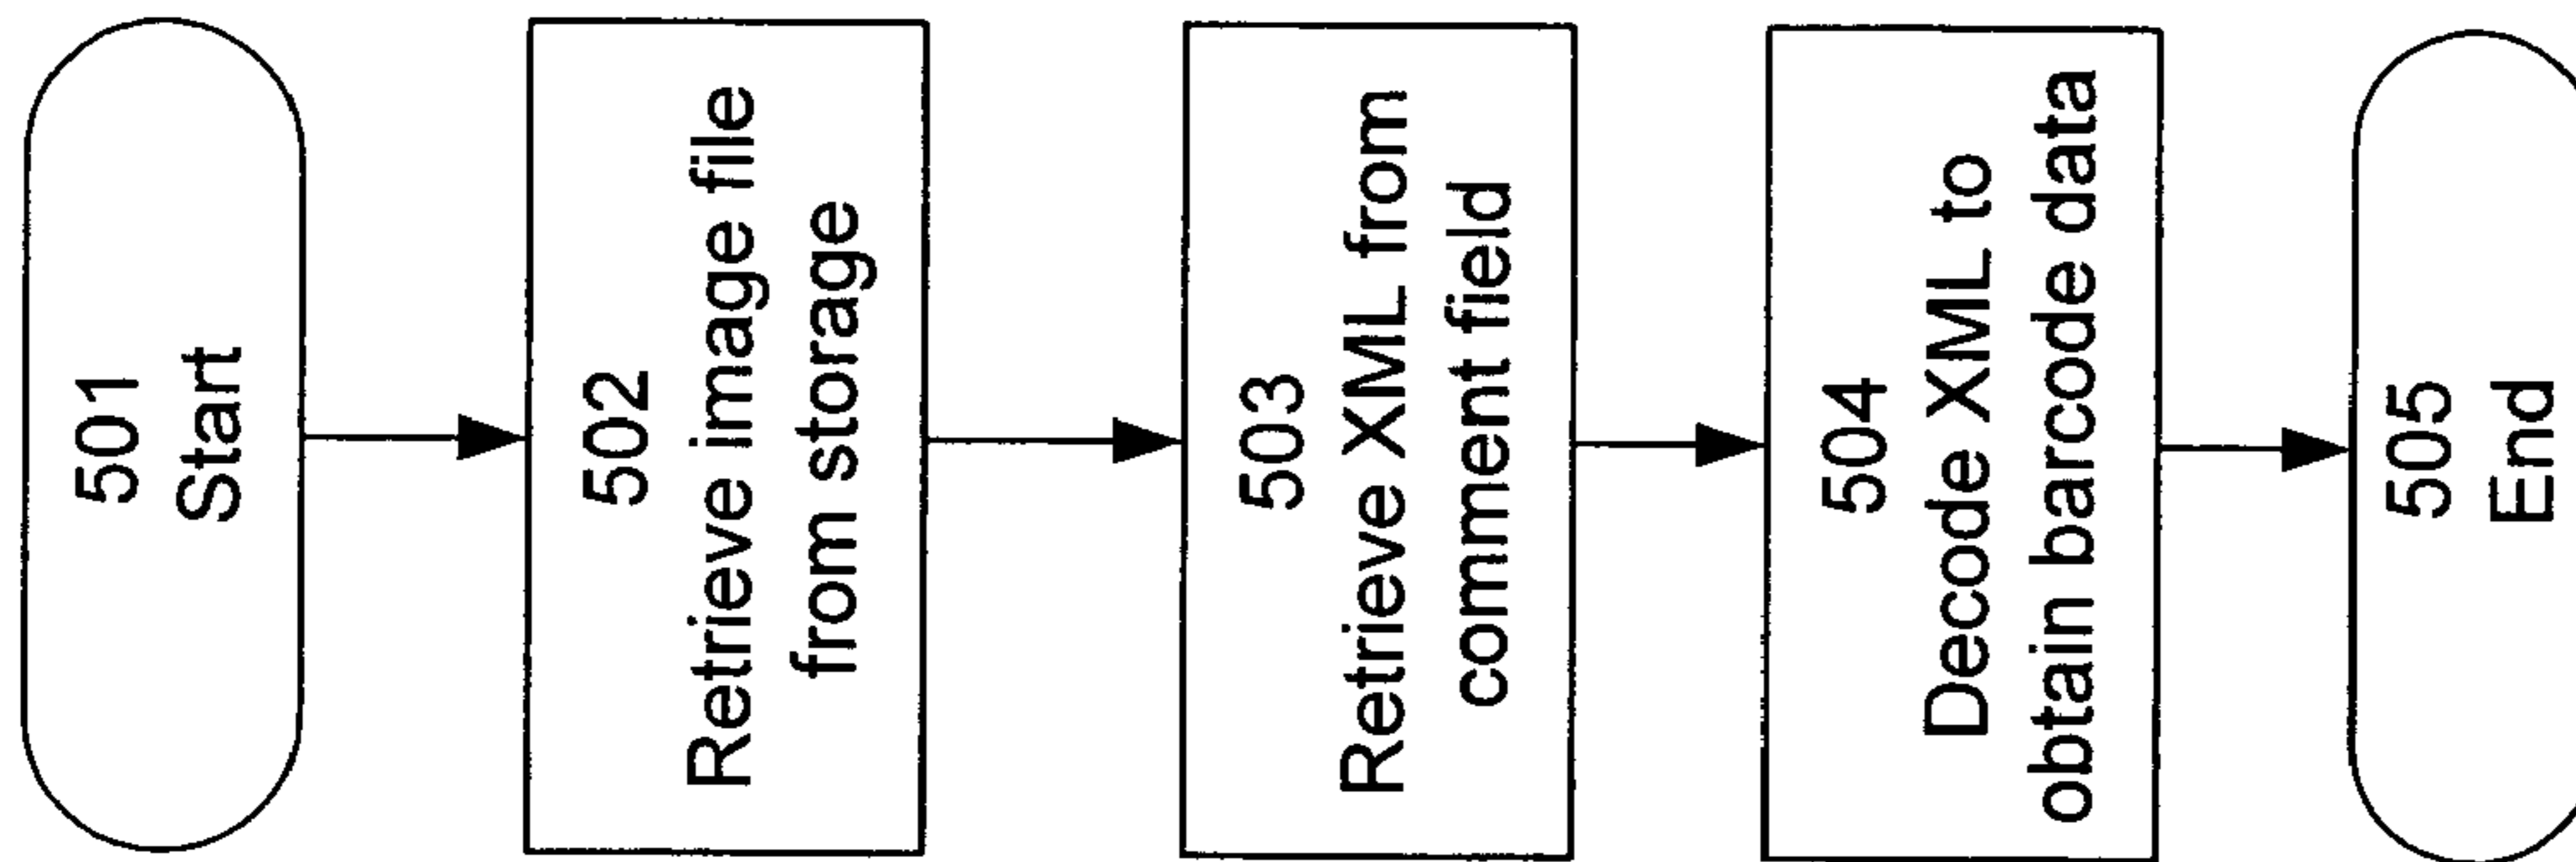 501
Start
502
Retrieve image file
from storage
503
Retrieve XML from
comment field
504
Decode XML to
obtain barcode data
505
End